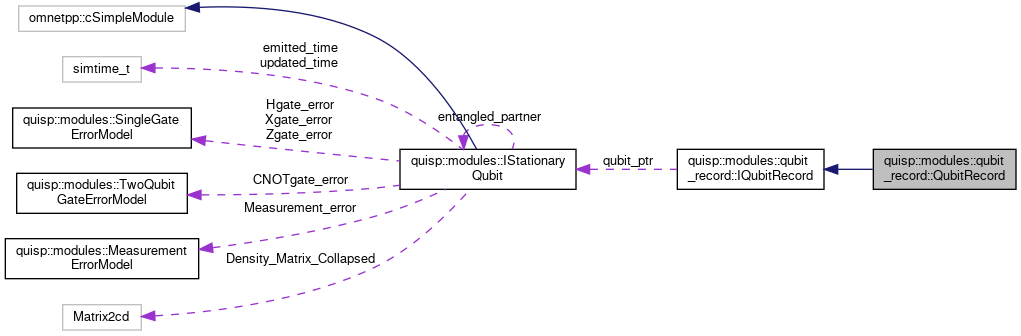 omnetpp::cSimpleModule
simtime_t
quisp::modules::SingleGate
ErrorModel
quisp::modules::TwoQubit
GateErrorModel
quisp::modules::Measurement
ErrorModel
Matrix2cd
emitted_time
updated_time
Hgate_error
Xgate_error
Zgate_error
CNOTgate_error
Measurement_error
Density_Matrix_Collapsed
entangled_partner
quisp::modules::IStationary
Qubit
qubit_ptr
quisp::modules::qubit
_record::IQubitRecord
quisp::modules::qubit
_record::QubitRecord